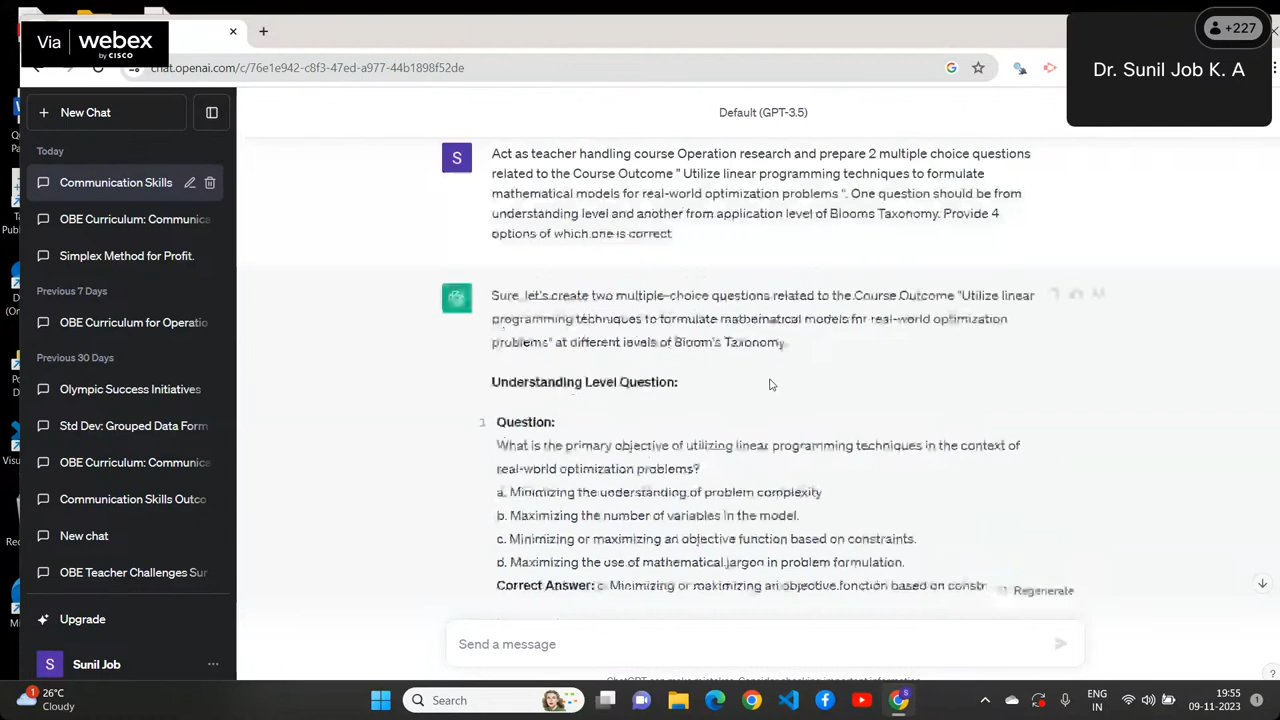 Via webex
by CISCO
+227
Dr. Sunil Job K. A
chat.openai.com/c/76e1e942-c8f3-47ed-a977-44b1898f52de
New Chat
Today
Communication Skills
OBE Curriculum: Communica
Simplex Method for Profit.
Previous 7 Days
OBE Curriculum for Operatio
Previous 30 Days
Olympic Success Initiatives
Std Dev: Grouped Data Form
OBE Curriculum: Communica
Communication Skills Outco
New chat
OBE Teacher Challenges Sur
Upgrade
S Sunil Job
Default (GPT-3.5)
S
Act as teacher handling course Operation research and prepare 2 multiple choice questions
related to the Course Outcome " Utilize linear programming techniques to formulate
mathematical models for real-world optimization problems ". One question should be from
understanding level and another from application level of Blooms Taxonomy. Provide 4
options of which one is correct
Sure, let's create two multiple-choice questions related to the Course Outcome "Utilize linear
programming techniques to formulate mathematical models for real-world optimization
problems" at different levels of Bloom's Taxonomy.
Understanding Level Question:
1 Question:
What is the primary objective of utilizing linear programming techniques in the context of
real-world optimization problems?
a. Minimizing the understanding of problem complexity
b. Maximizing the number of variables in the model.
c. Minimizing or maximizing an objective function based on constraints.
d. Maximizing the use of mathematical jargon in problem formulation.
Correct Answer: c. Minimizing or maximizing an objective function based on constr
Regenerate
Send a message
ChatGPT can make mistakes. Consider checking important information.
?
1
26°C
Cloudy
Search
S
ENG
IN
19:55
09-11-2023
1